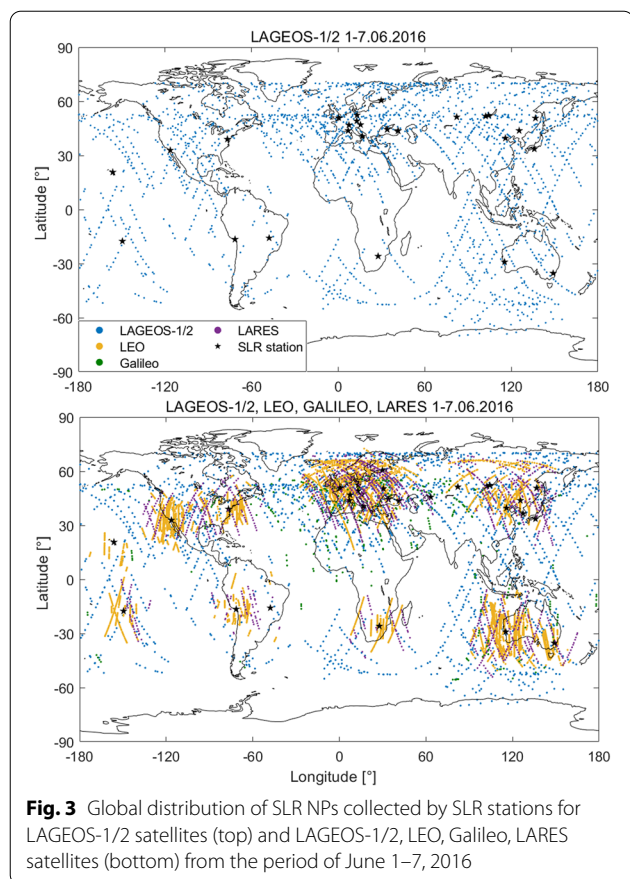 LAGEOS-1/2 1-7.06.2016
90
60
30
0
-30
-60
-90
Latitude [°]
LAGEOS-1/2
LEO
Galileo
LARES
SLR station
-180 -120 -60 0 60 120 180
LAGEOS-1/2, LEO, GALILEO, LARES 1-7.06.2016
90
60
30
0
-30
-60
-90
Latitude [°]
-180 -120 -60 0 60 120 180
Longitude [°]
Fig. 3 Global distribution of SLR NPs collected by SLR stations for
LAGEOS-1/2 satellites (top) and LAGEOS-1/2, LEO, Galileo, LARES
satellites (bottom) from the period of June 1–7, 2016